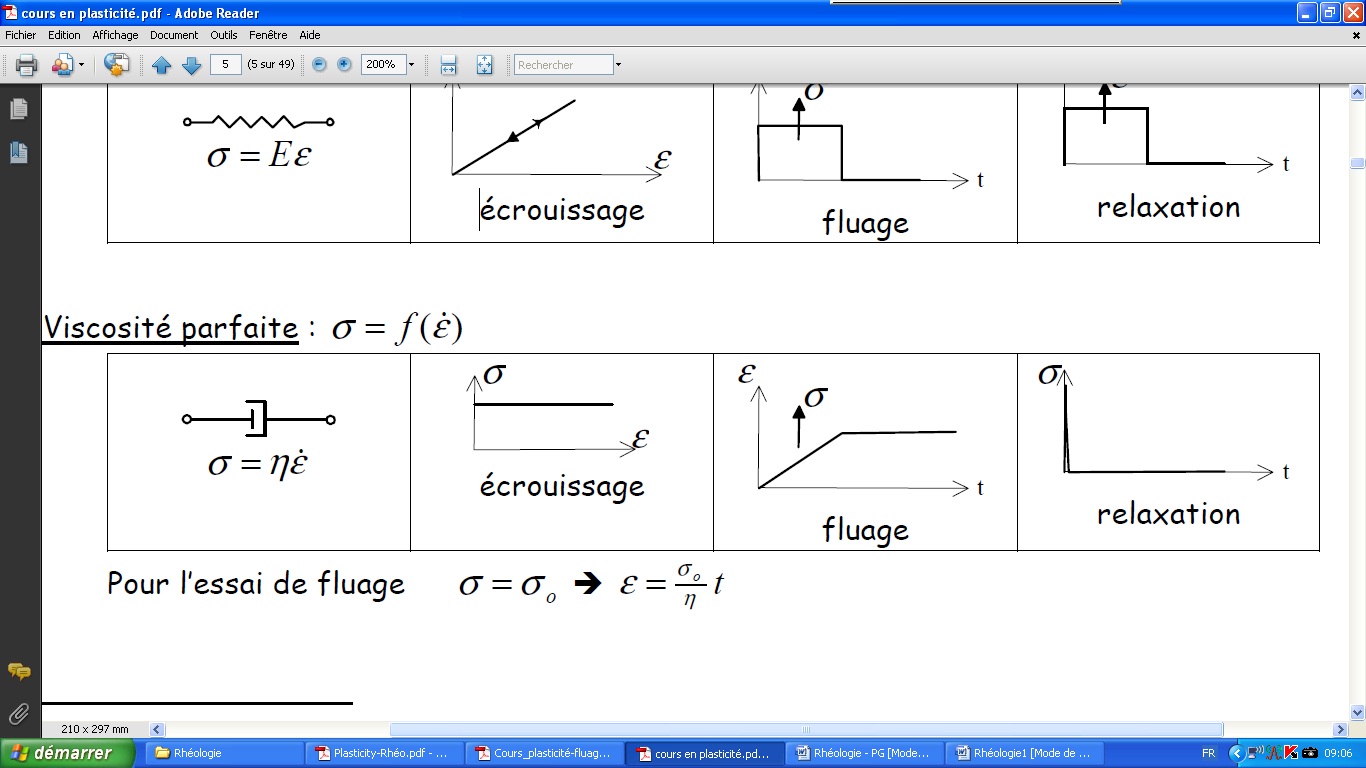 cours en plasticité.pdf - Adobe Reader
Fichier Edition Affichage Document Outils Fenêtre Aide
5 (5 sur 49) 200% Rechercher
σ
σ = Eε
ε
t
t
écrouissage
fluage
relaxation
Viscosité parfaite : σ = f(ε̇)
σ
ε
σ
σ
σ = ηε̇
ε
t
t
écrouissage
fluage
relaxation
Pour l'essai de fluage σ = σₒ ➔ ε = σₒ/η t
210 x 297 mm
démarrer
Rhéologie
Plasticity-Rhéo.pdf - ...
Cours_plasticité-fluag...
cours en plasticité.pd...
Rhéologie - PG [Mode...
Rhéologie1 [Mode de ...
FR
09:06